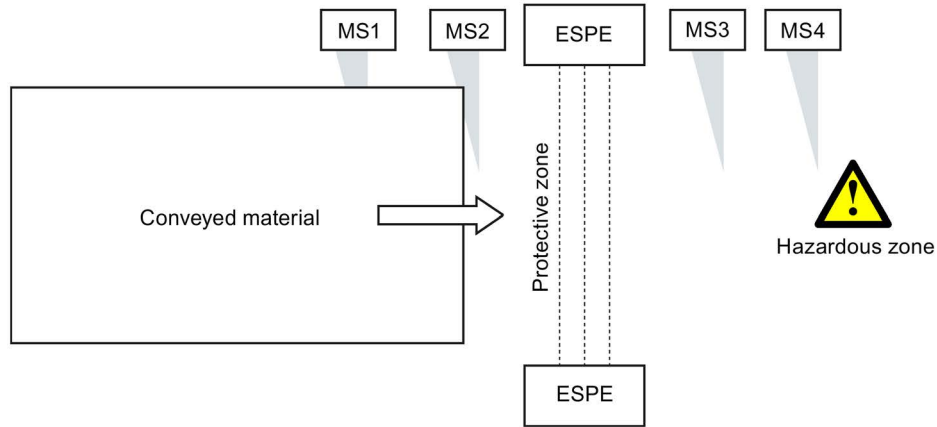 MS1
MS2
ESPE
MS3
MS4
Conveyed material
Protective zone
Hazardous zone
ESPE